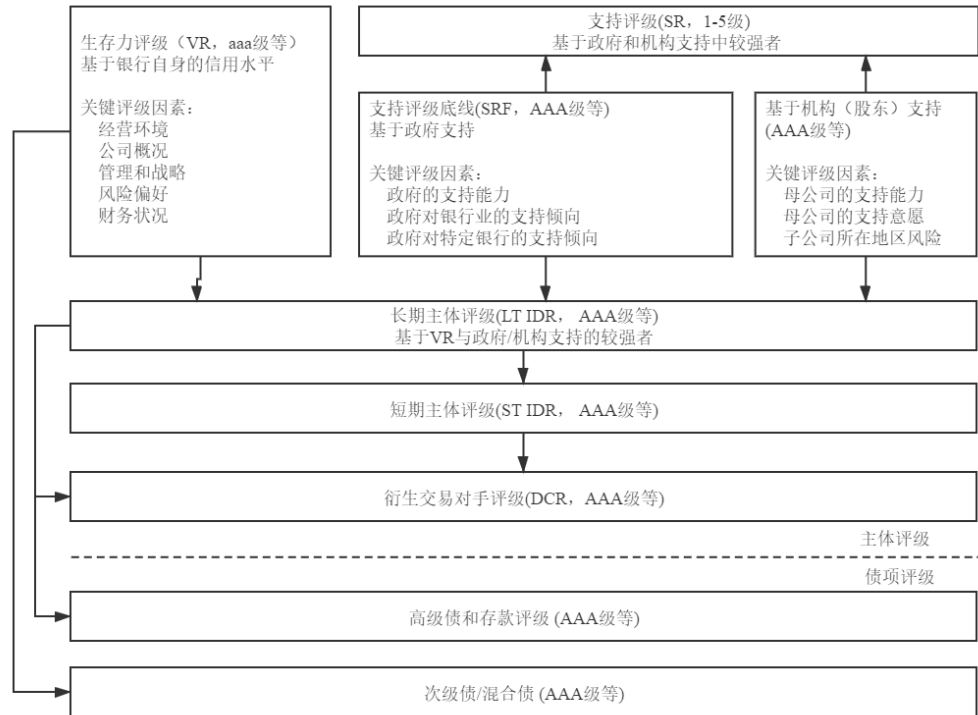 生存力评级（VR，aaa级等）
基于银行自身的信用水平
关键评级因素：
经营环境
公司概况
管理和战略
风险偏好
财务状况
支持评级(SR，1-5级)
基于政府和机构支持中较强者
支持评级底线(SRF，AAA级等)
基于政府支持
关键评级因素：
政府的支持能力
政府对银行业的支持倾向
政府对特定银行的支持倾向
基于机构（股东）支持
(AAA级等)
关键评级因素：
母公司的支持能力
母公司的支持意愿
子公司所在地区风险
长期主体评级(LT IDR， AAA级等)
基于VR与政府/机构支持的较强者
短期主体评级(ST IDR， AAA级等)
衍生交易对手评级(DCR，AAA级等)
主体评级
债项评级
高级债和存款评级 (AAA级等)
次级债/混合债 (AAA级等)